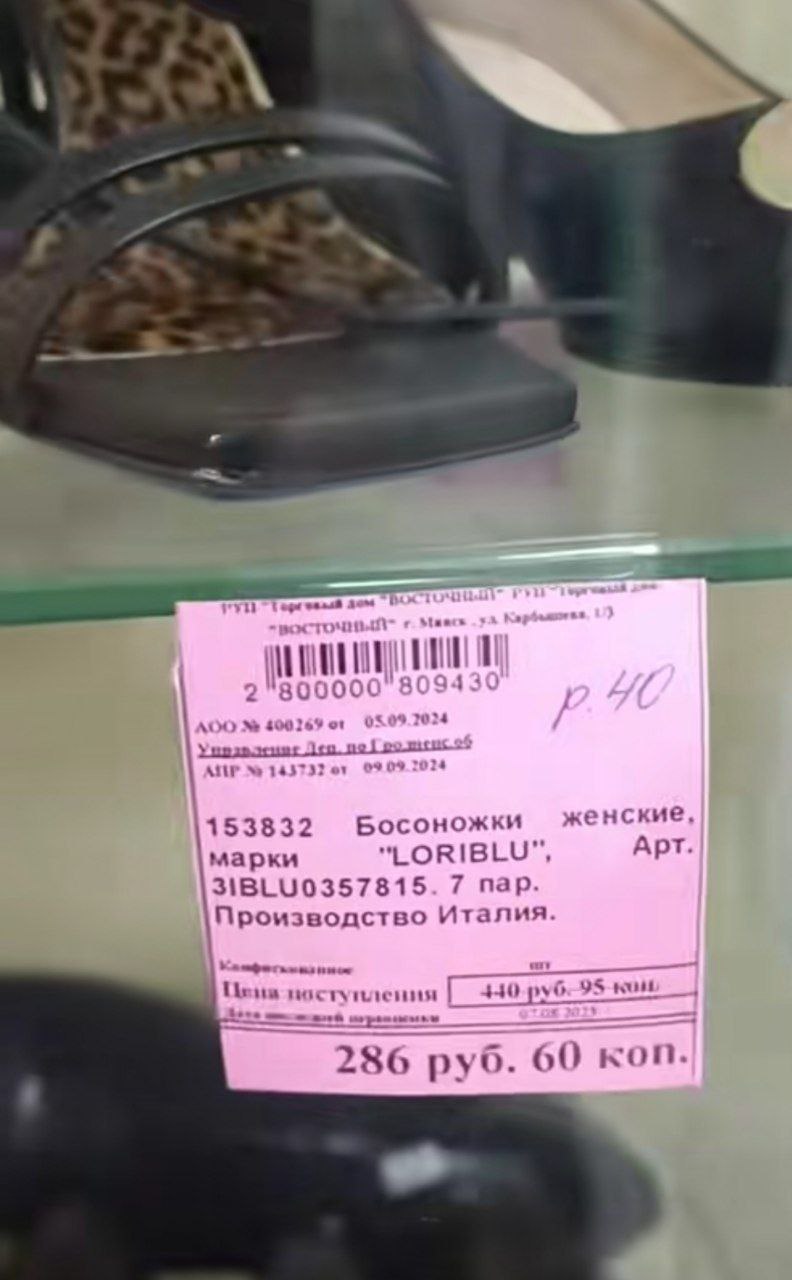 РУП "Торговый дом "ВОСТОЧНЫЙ" РУП "Торговый дом
"ВОСТОЧНЫЙ" г. Минск , ул. Карбышева, 1/3
2 800000 809430
р. 40
АОО № 400269 от 05.09.2024
Управление Деп. по Гродненс.об
АПР № 143732 от 09.09.2024
153832 Босоножки женские,
марки "LORIBLU", Арт.
3IBLU0357815. 7 пар.
Производство Италия.
Конфискованное шт
Цена поступления 440 руб. 95 коп.
Дата последней переоценки 07.08.2025
286 руб. 60 коп.